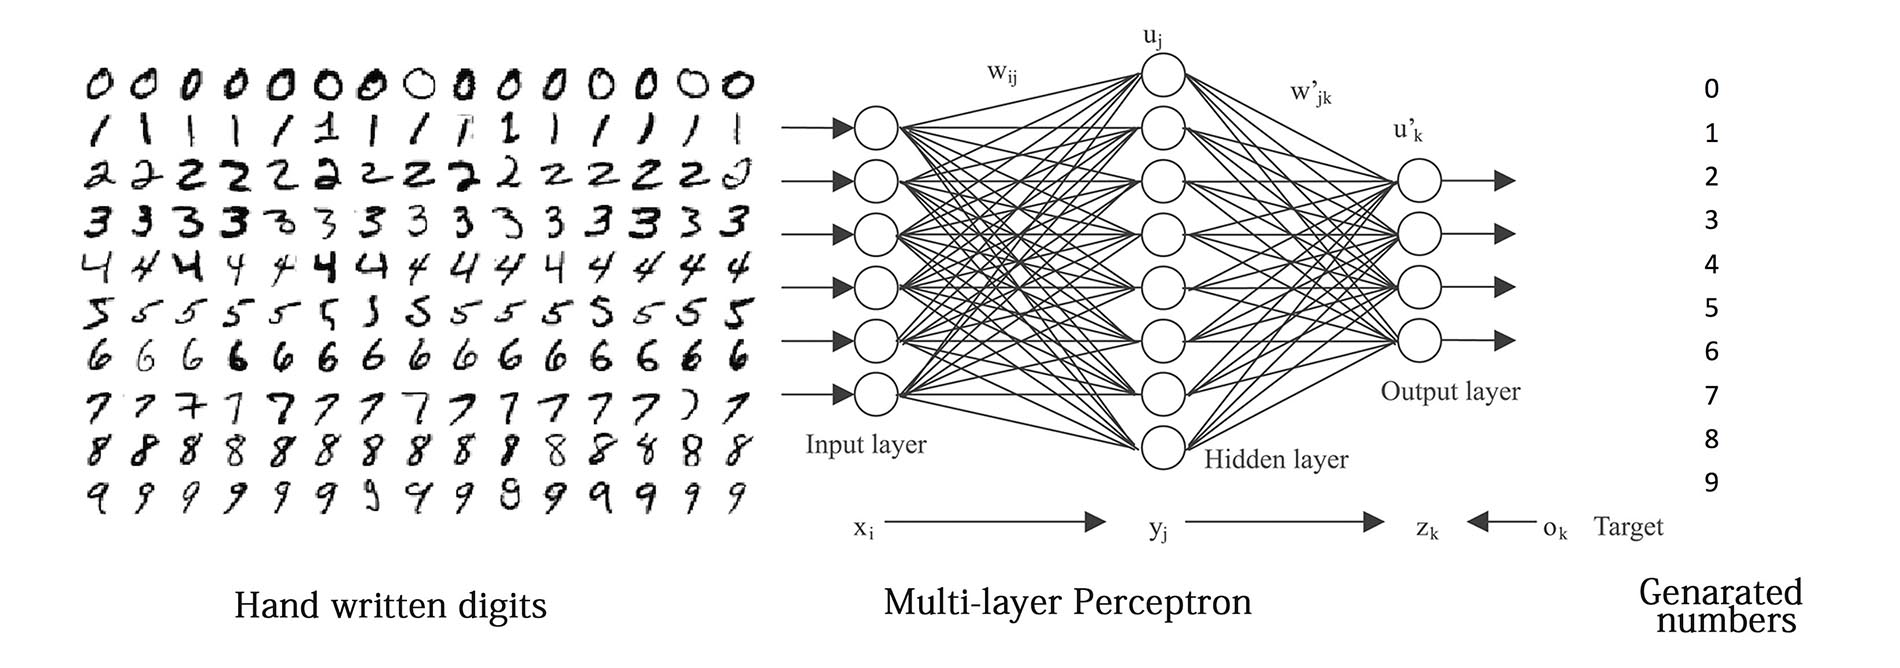 0 0 0 0 0 0 0 0 0 0 0 0 0 0 0
1 1 1 1 1 1 1 1 1 1 1 1 1 1 1
2 2 2 2 2 2 2 2 2 2 2 2 2 2 2
3 3 3 3 3 3 3 3 3 3 3 3 3 3 3
4 4 4 4 4 4 4 4 4 4 4 4 4 4 4
5 5 5 5 5 5 5 5 5 5 5 5 5 5 5
6 6 6 6 6 6 6 6 6 6 6 6 6 6 6
7 7 7 7 7 7 7 7 7 7 7 7 7 7 7
8 8 8 8 8 8 8 8 8 8 8 8 8 8 8
9 9 9 9 9 9 9 9 9 9 9 9 9 9 9
Hand written digits
uj
wij
w’jk
u’k
Input layer
Hidden layer
Output layer
xi
yj
zk
ok Target
Multi-layer Perceptron
0
1
2
3
4
5
6
7
8
9
Genarated
numbers